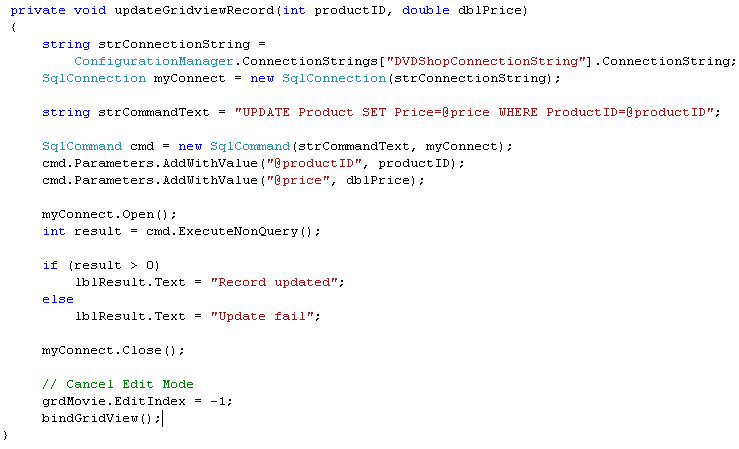 private void updateGridviewRecord(int productID, double dblPrice)
{
string strConnectionString =
ConfigurationManager.ConnectionStrings["DVDShopConnectionString"].ConnectionString;
SqlConnection myConnect = new SqlConnection(strConnectionString);
string strCommandText = "UPDATE Product SET Price=@price WHERE ProductID=@productID";
SqlCommand cmd = new SqlCommand(strCommandText, myConnect);
cmd.Parameters.AddWithValue("@productID", productID);
cmd.Parameters.AddWithValue("@price", dblPrice);
myConnect.Open();
int result = cmd.ExecuteNonQuery();
if (result > 0)
lblResult.Text = "Record updated";
else
lblResult.Text = "Update fail";
myConnect.Close();
// Cancel Edit Mode
grdMovie.EditIndex = -1;
bindGridView();
}